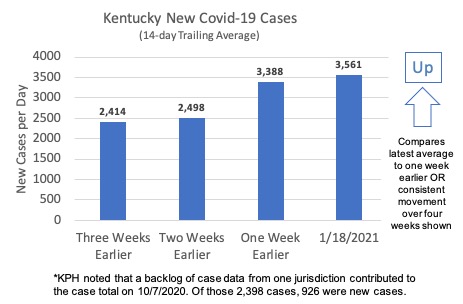 Kentucky New Covid-19 Cases
(14-day Trailing Average)
New Cases per Day
4000
3500
3000
2500
2000
1500
1000
500
0
2,414
2,498
3,388
3,561
Three Weeks
Earlier
Two Weeks
Earlier
One Week
Earlier
1/18/2021
Up
Compares
latest average
to one week
earlier OR
consistent
movement
over four
weeks shown
*KPH noted that a backlog of case data from one jurisdiction contributed to
the case total on 10/7/2020. Of those 2,398 cases, 926 were new cases.